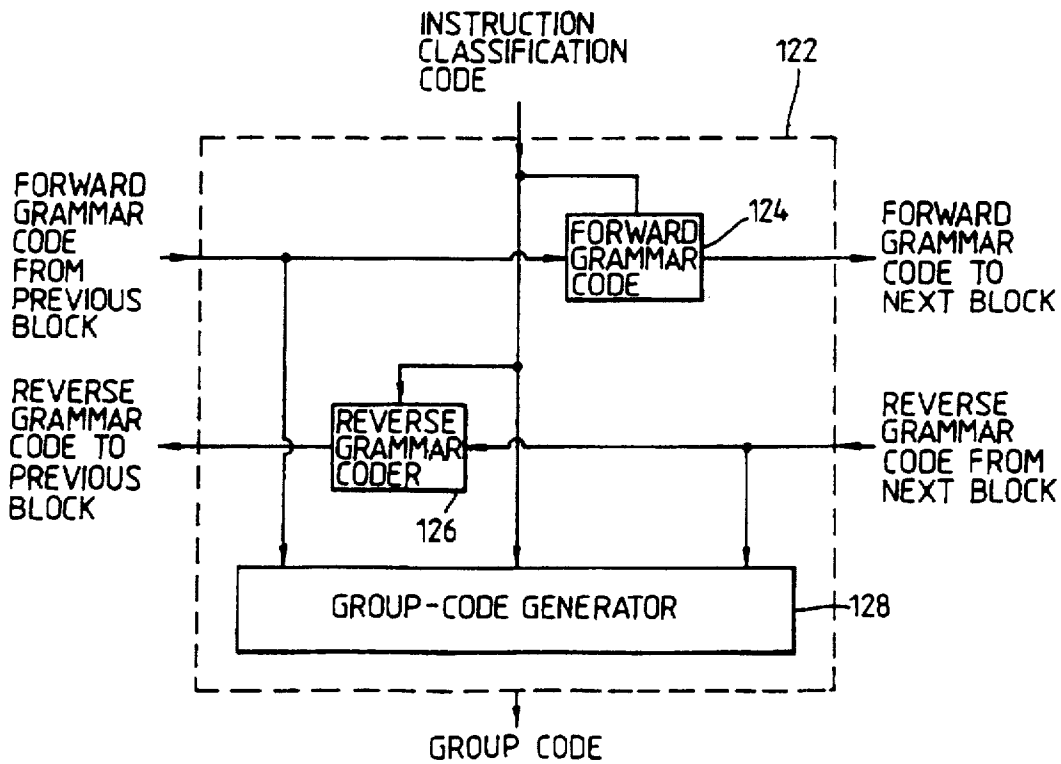 INSTRUCTION
CLASSIFICATION
CODE
122
FORWARD
GRAMMAR
CODE
FROM
PREVIOUS
BLOCK
FORWARD
GRAMMAR
CODE
124
FORWARD
GRAMMAR
CODE TO
NEXT BLOCK
REVERSE
GRAMMAR
CODE TO
PREVIOUS
BLOCK
REVERSE
GRAMMAR
CODER
126
REVERSE
GRAMMAR
CODE FROM
NEXT BLOCK
GROUP-CODE GENERATOR
128
GROUP CODE